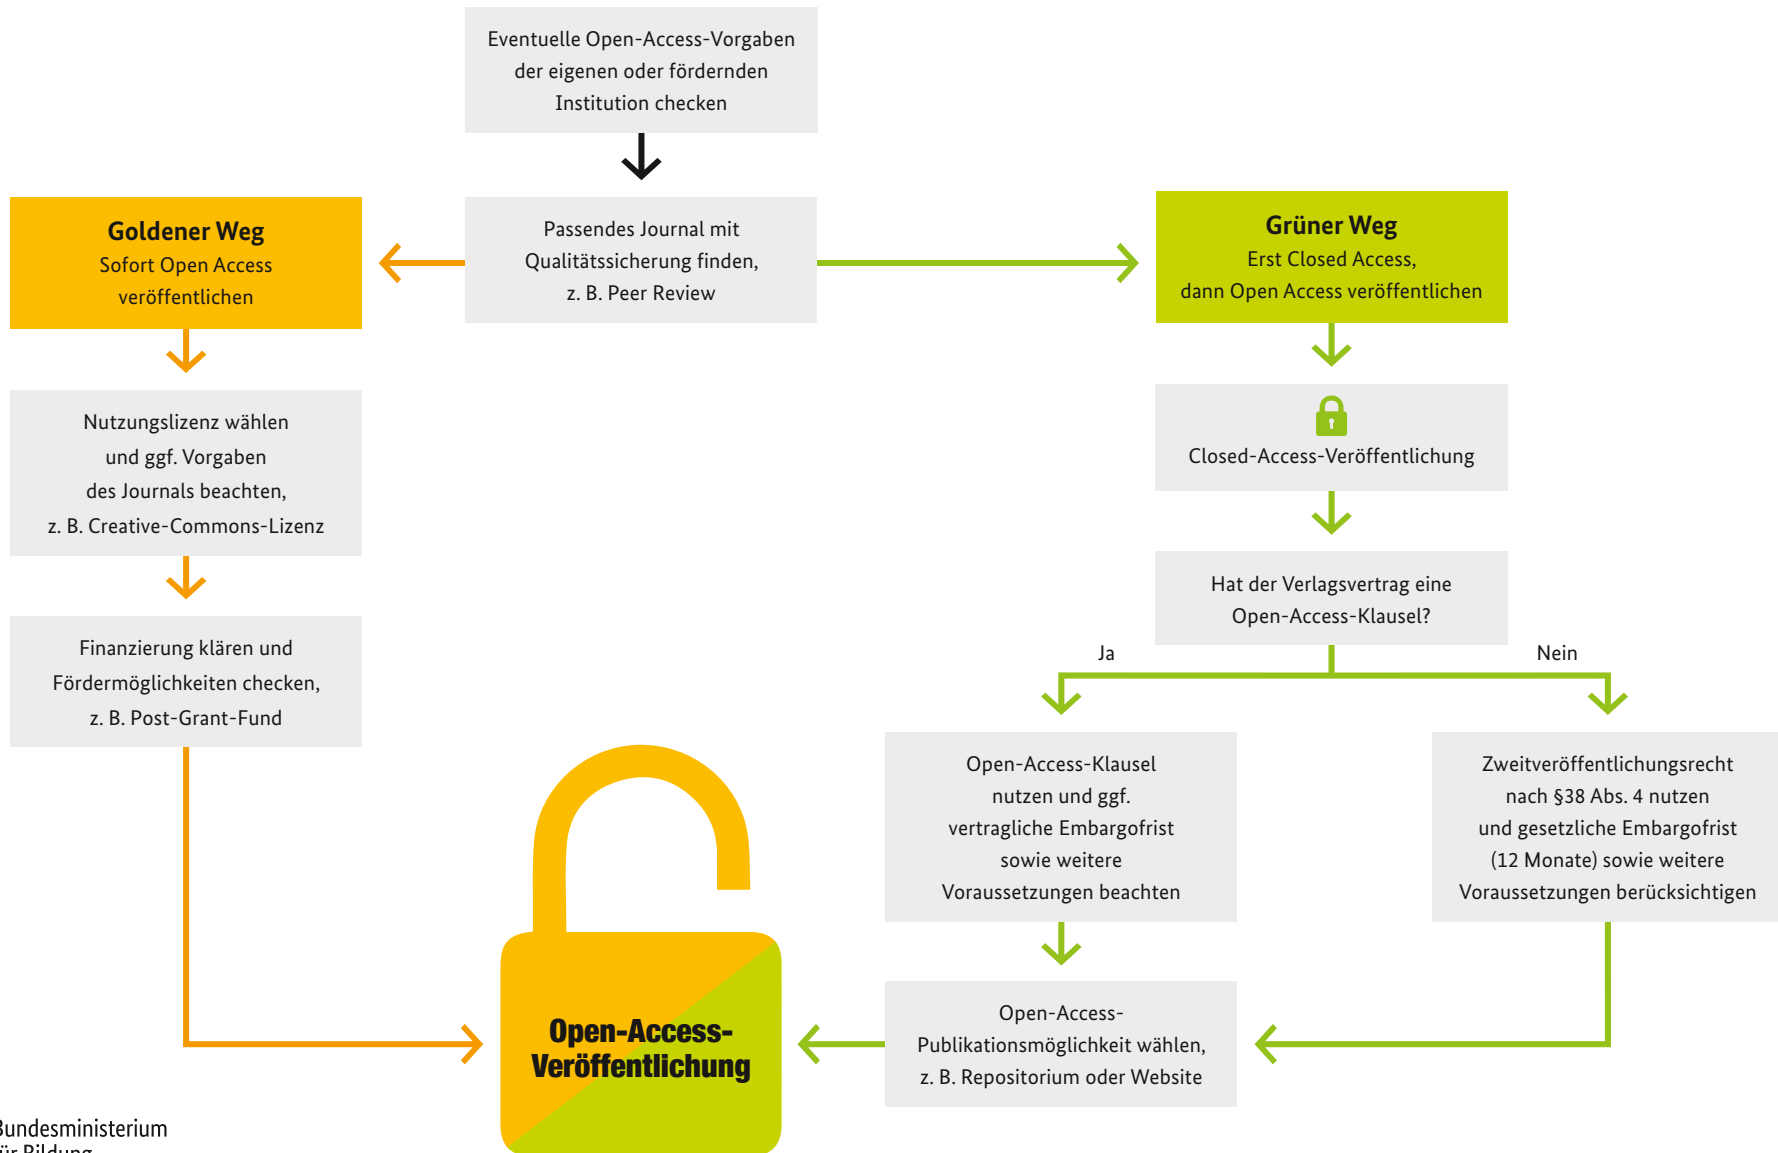 Eventuelle Open-Access-Vorgaben
der eigenen oder fördernden
Institution checken
Passendes Journal mit
Qualitätssicherung finden,
z. B. Peer Review
Goldener Weg
Sofort Open Access
veröffentlichen
Nutzungslizenz wählen
und ggf. Vorgaben
des Journals beachten,
z. B. Creative-Commons-Lizenz
Finanzierung klären und
Fördermöglichkeiten checken,
z. B. Post-Grant-Fund
Grüner Weg
Erst Closed Access,
dann Open Access veröffentlichen
Closed-Access-Veröffentlichung
Hat der Verlagsvertrag eine
Open-Access-Klausel?
Ja
Nein
Open-Access-Klausel
nutzen und ggf.
vertragliche Embargofrist
sowie weitere
Voraussetzungen beachten
Zweitveröffentlichungsrecht
nach §38 Abs. 4 nutzen
und gesetzliche Embargofrist
(12 Monate) sowie weitere
Voraussetzungen berücksichtigen
Open-Access-
Publikationsmöglichkeit wählen,
z. B. Repositorium oder Website
Open-Access-
Veröffentlichung
Bundesministerium
für Bildung